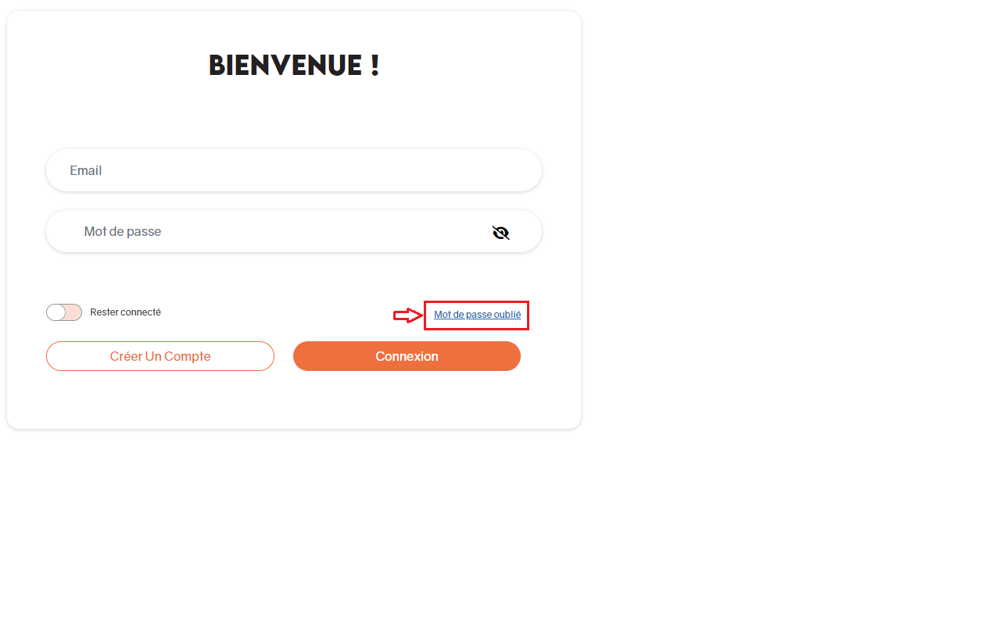 BIENVENUE !
Email
Mot de passe
Rester connecté
Mot de passe oublié
Créer Un Compte
Connexion